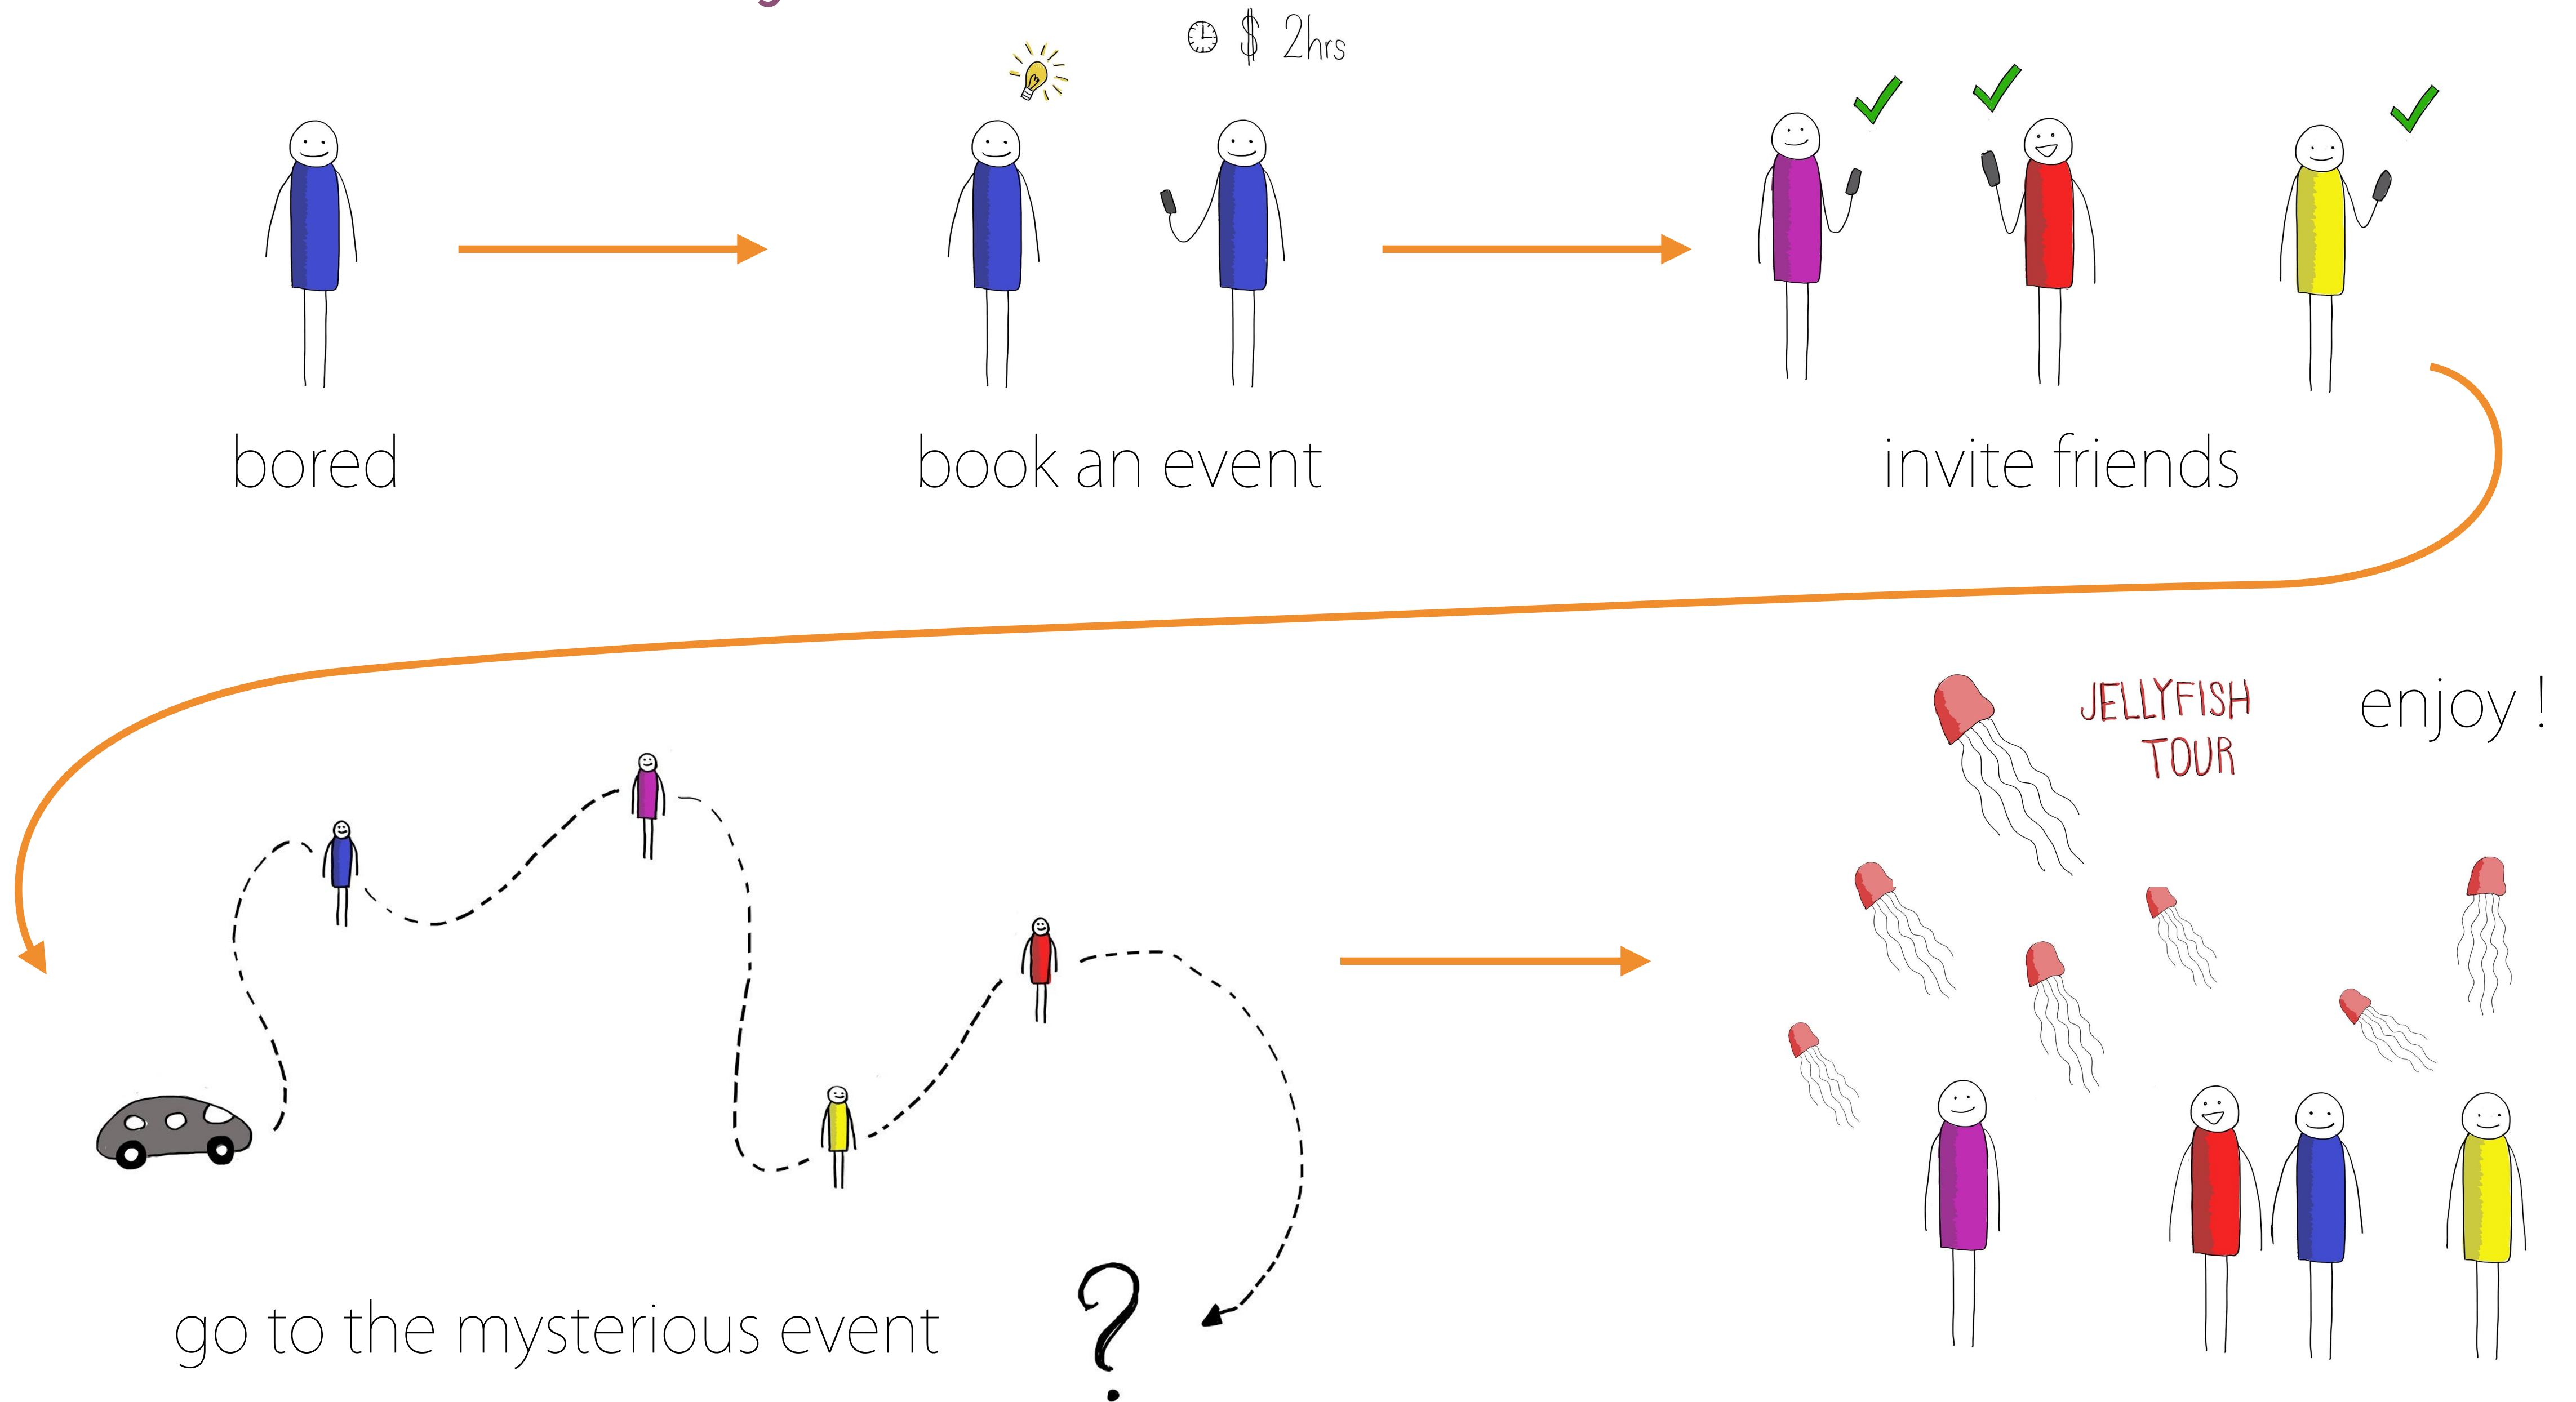 $ 2hrs
bored
book an event
invite friends
JELLYFISH
TOUR
enjoy !
go to the mysterious event
?